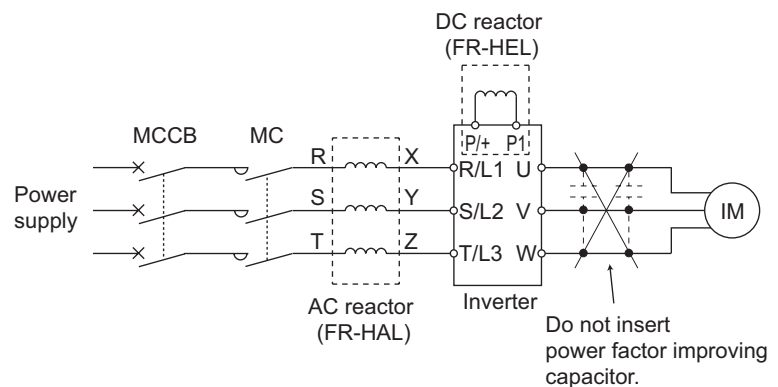 DC reactor
(FR-HEL)
P/+ P1
MCCB MC
R X R/L1 U
Power
supply
S Y S/L2 V IM
T Z T/L3 W
AC reactor
(FR-HAL)
Inverter
Do not insert
power factor improving
capacitor.